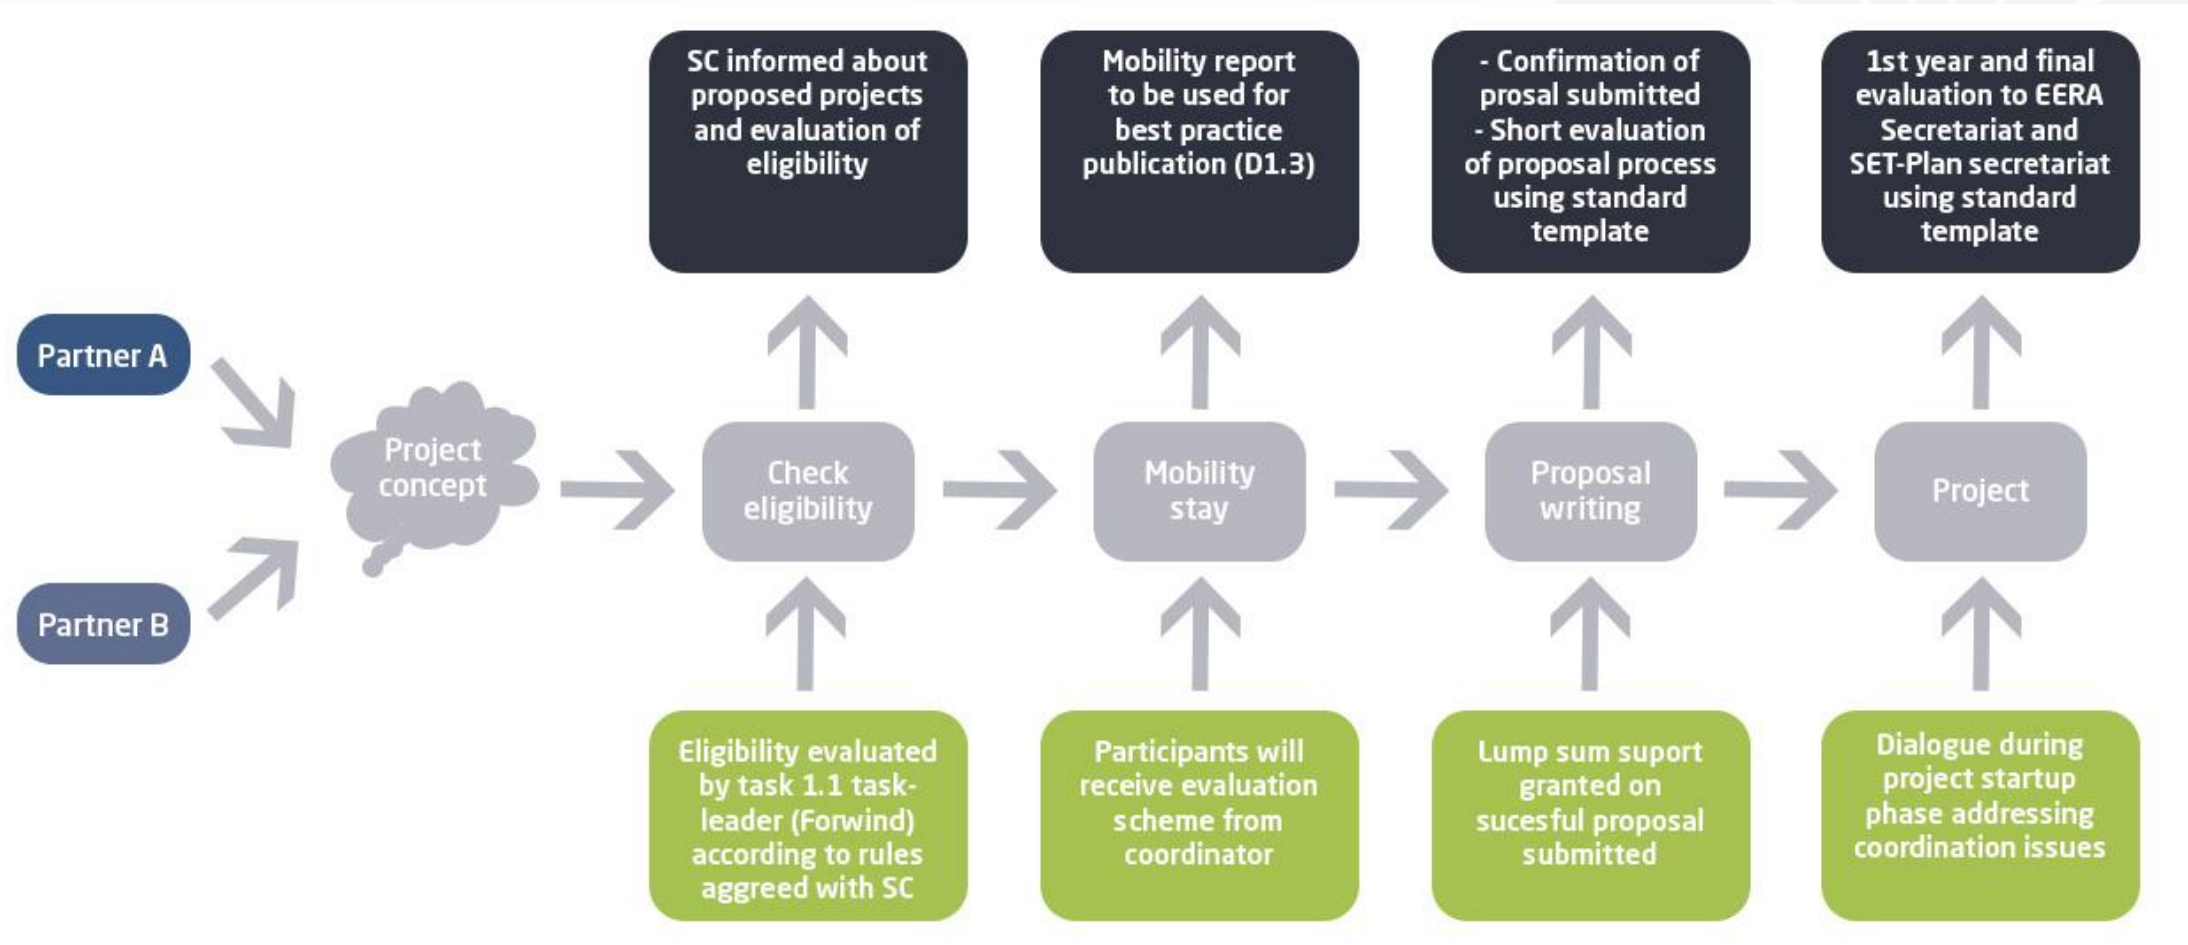 SC informed about
proposed projects
and evaluation of
eligibility
Mobility report
to be used for
best practice
publication (D1.3)
- Confirmation of
prosal submitted
- Short evaluation
of proposal process
using standard
template
1st year and final
evaluation to EERA
Secretariat and
SET-Plan secretariat
using standard
template
Partner A
Partner B
Project
concept
Check
eligibility
Mobility
stay
Proposal
writing
Project
Eligibility evaluated
by task 1.1 task-
leader (Forwind)
according to rules
aggreed with SC
Participants will
receive evaluation
scheme from
coordinator
Lump sum suport
granted on
sucesful proposal
submitted
Dialogue during
project startup
phase addressing
coordination issues